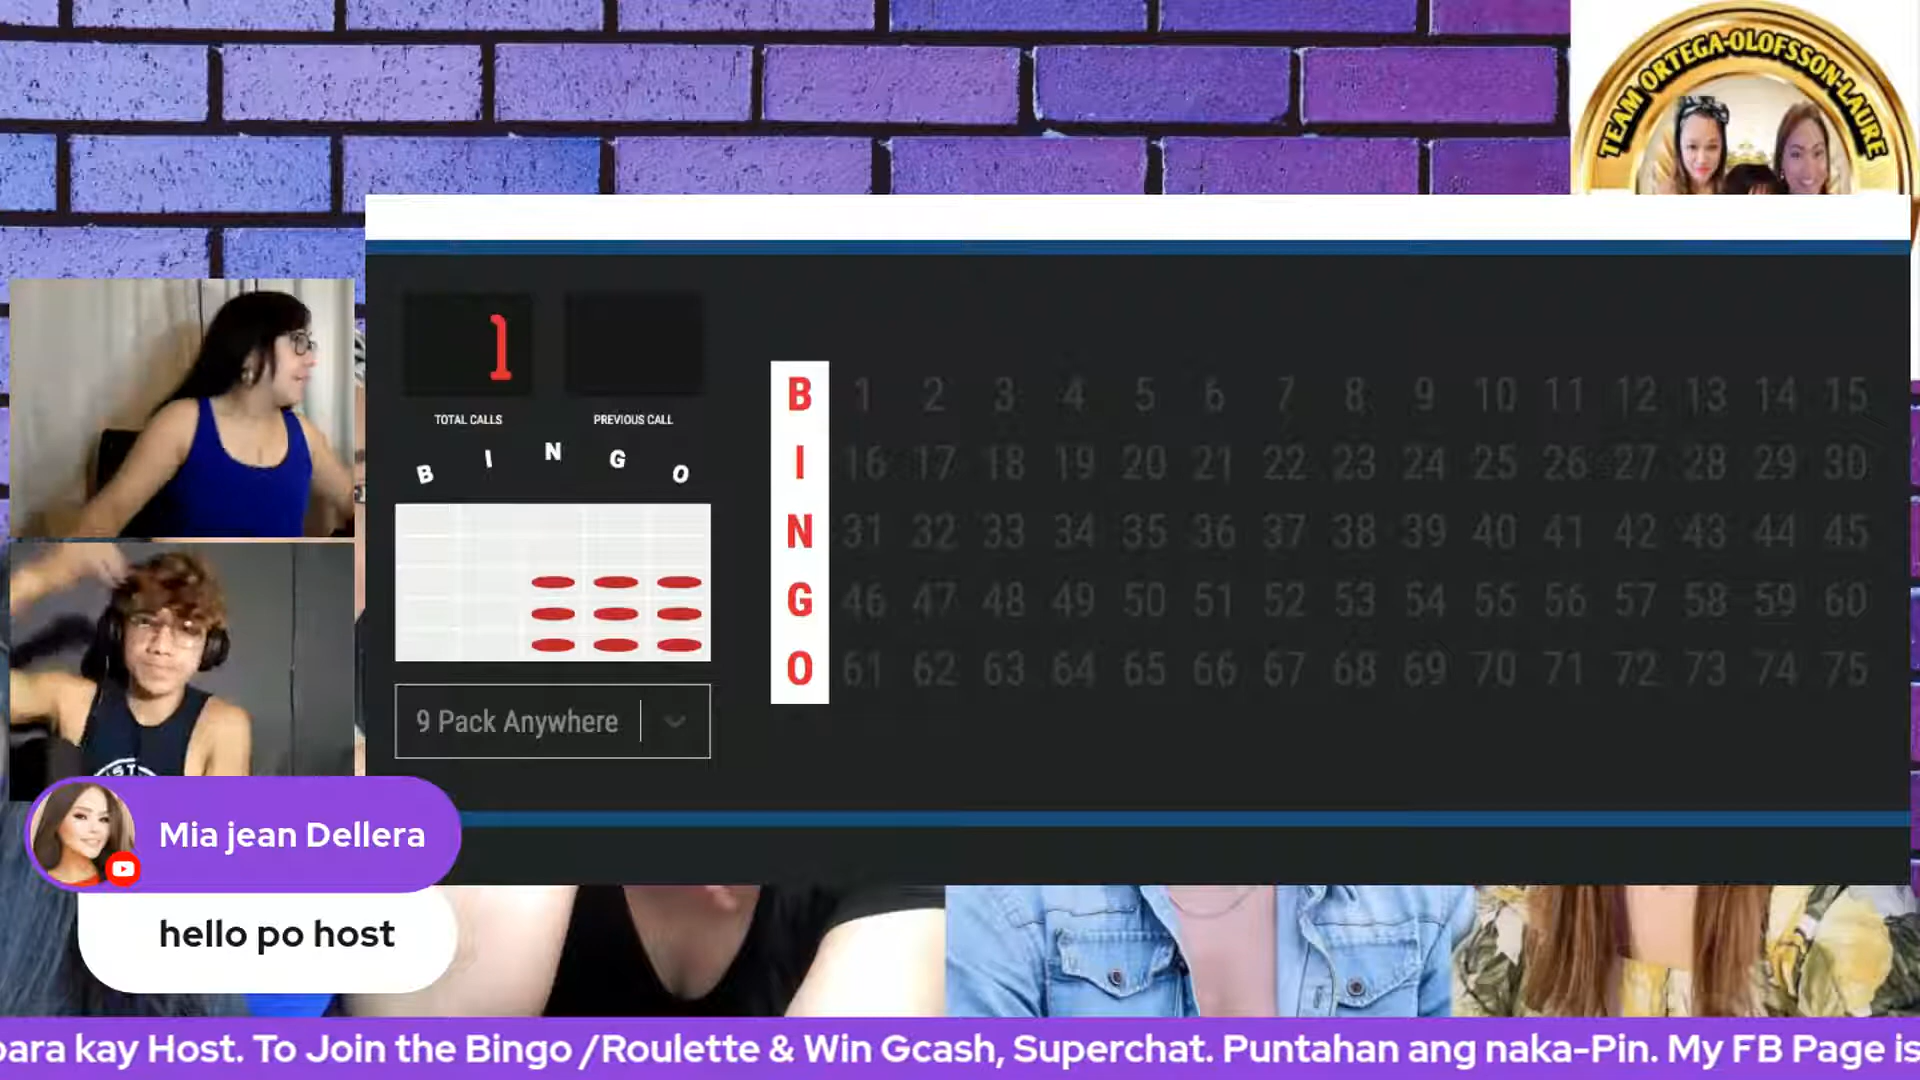 TEAM ORTEGA-OLOFSSON-LAURE
1
TOTAL CALLS
PREVIOUS CALL
B I N G O
9 Pack Anywhere
B 1 2 3 4 5 6 7 8 9 10 11 12 13 14 15
I 16 17 18 19 20 21 22 23 24 25 26 27 28 29 30
N 31 32 33 34 35 36 37 38 39 40 41 42 43 44 45
G 46 47 48 49 50 51 52 53 54 55 56 57 58 59 60
O 61 62 63 64 65 66 67 68 69 70 71 72 73 74 75
Mia jean Dellera
hello po host
para kay Host. To Join the Bingo /Roulette & Win Gcash, Superchat. Puntahan ang naka-Pin. My FB Page is